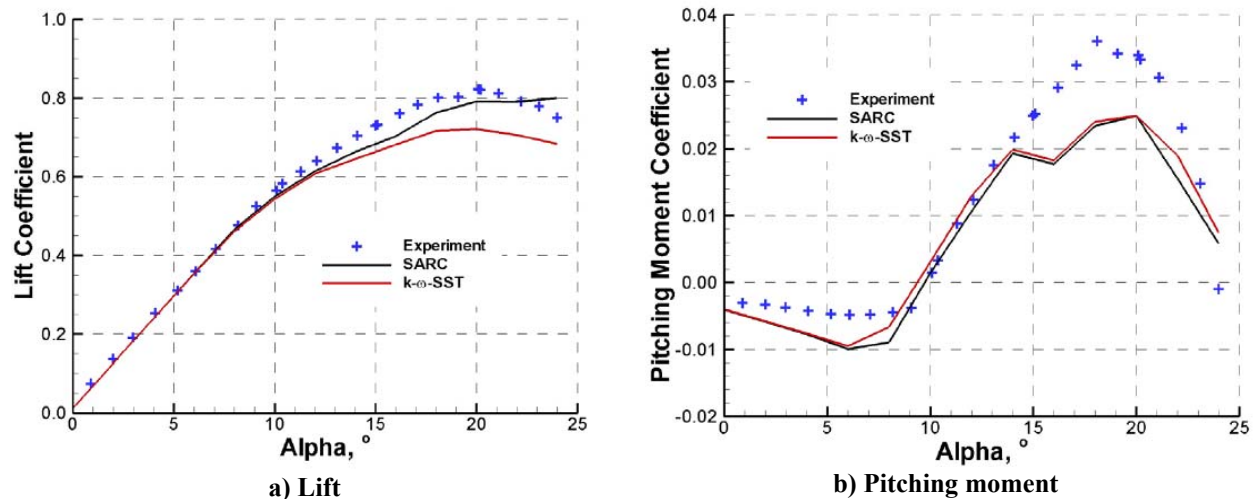 1.0
0.8
0.6
0.4
0.2
0.0
Lift Coefficient
Experiment
SARC
k-ω-SST
0 5 10 15 20 25
Alpha, º
a) Lift
0.04
0.03
0.02
0.01
0.00
-0.01
-0.02
Pitching Moment Coefficient
Experiment
SARC
k-ω-SST
0 5 10 15 20 25
Alpha, º
b) Pitching moment